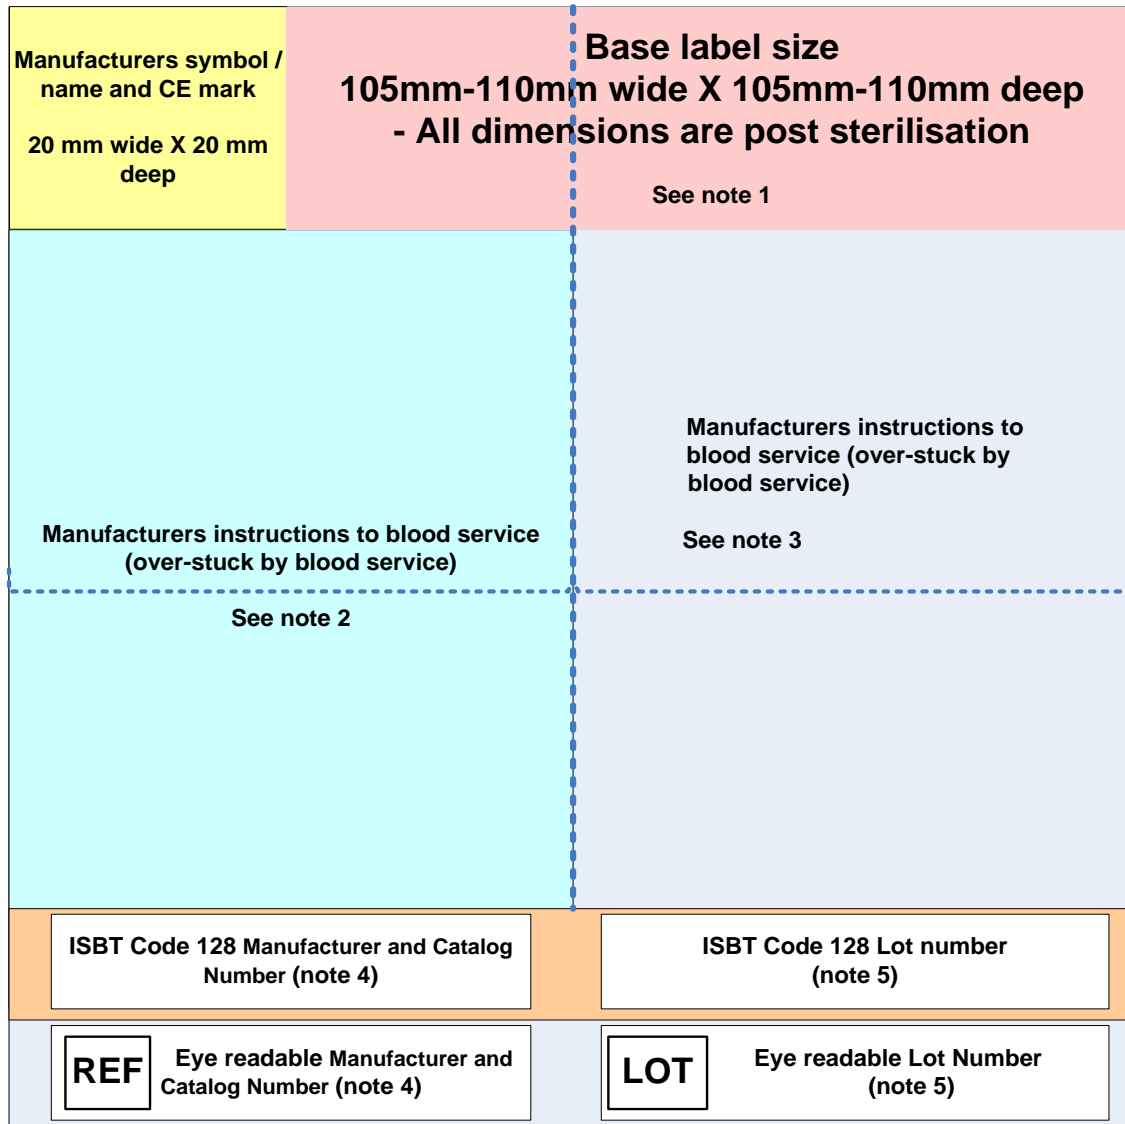 Manufacturers symbol /
name and CE mark
20 mm wide X 20 mm
deep
Base label size
105mm-110mm wide X 105mm-110mm deep
- All dimensions are post sterilisation
See note 1
Manufacturers instructions to blood service
(over-stuck by blood service)
See note 2
Manufacturers instructions to
blood service (over-stuck by
blood service)
See note 3
ISBT Code 128 Manufacturer and Catalog
Number (note 4)
ISBT Code 128 Lot number
(note 5)
REF
Eye readable Manufacturer and
Catalog Number (note 4)
LOT
Eye readable Lot Number
(note 5)